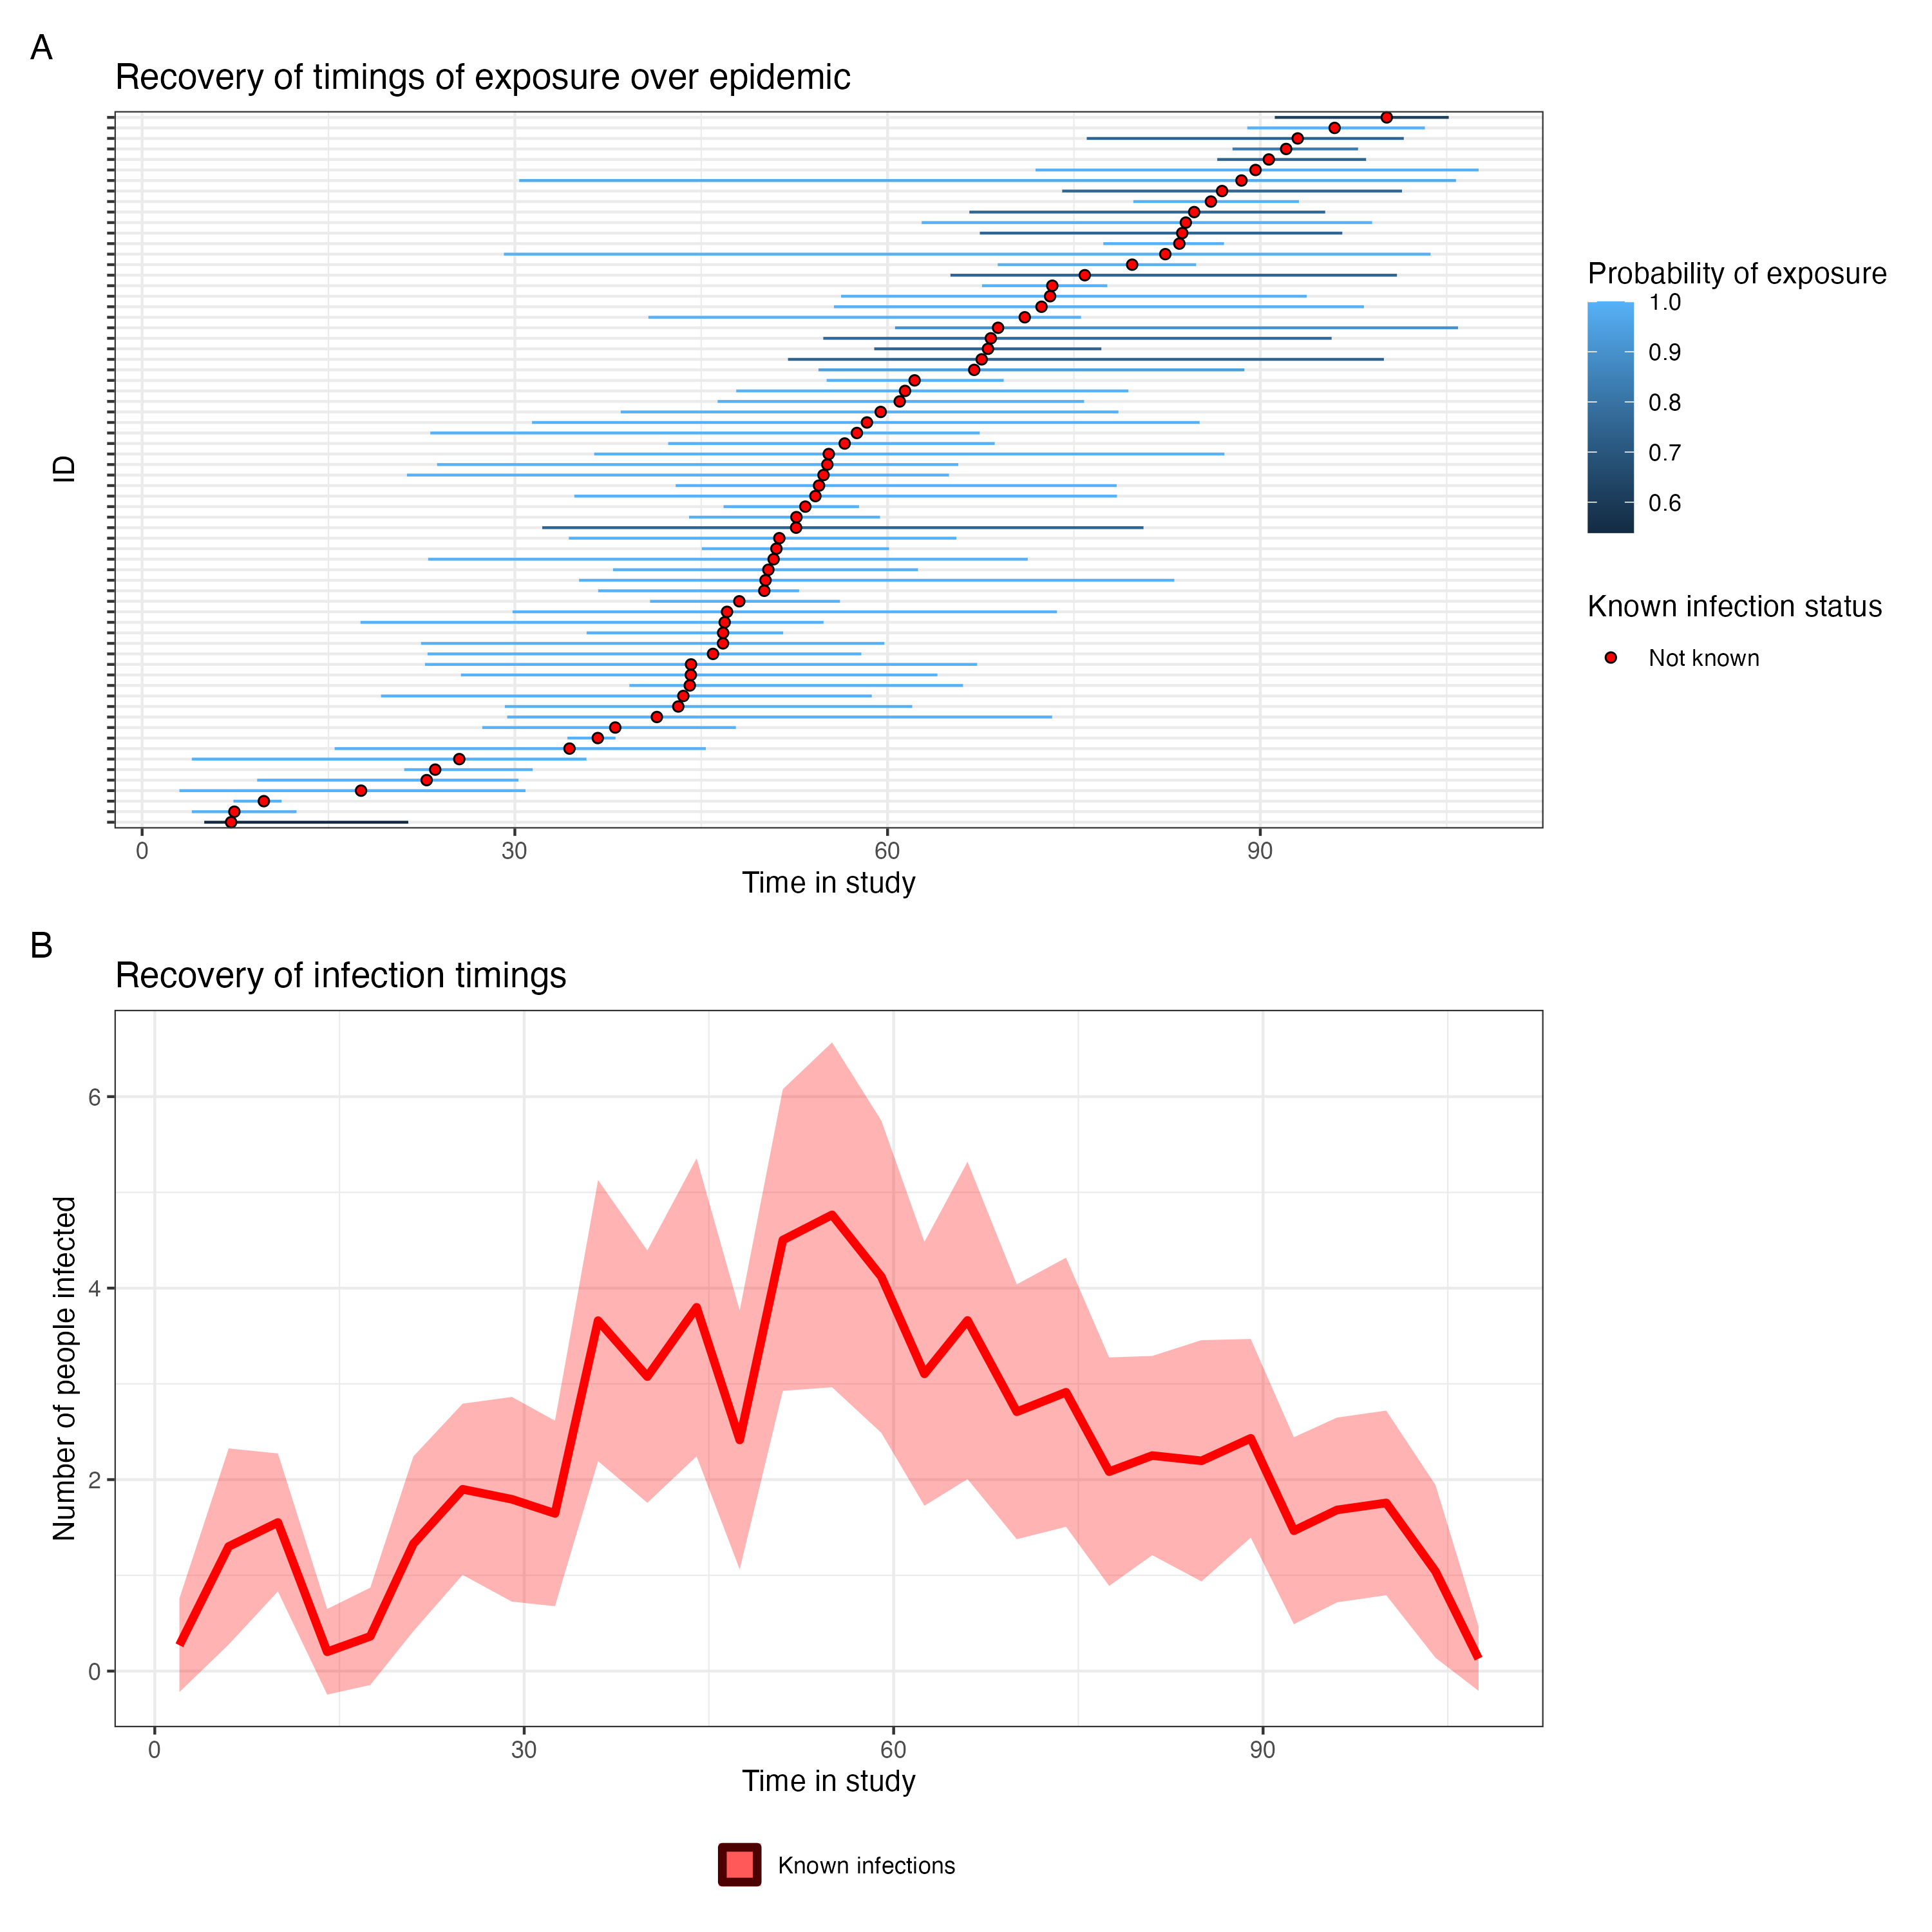 A
Recovery of timings of exposure over epidemic
ID
0 30 60 90
Time in study
Probability of exposure
1.0
0.9
0.8
0.7
0.6
Known infection status
Not known
B
Recovery of infection timings
Number of people infected
6
4
2
0
0 30 60 90
Time in study
Known infections